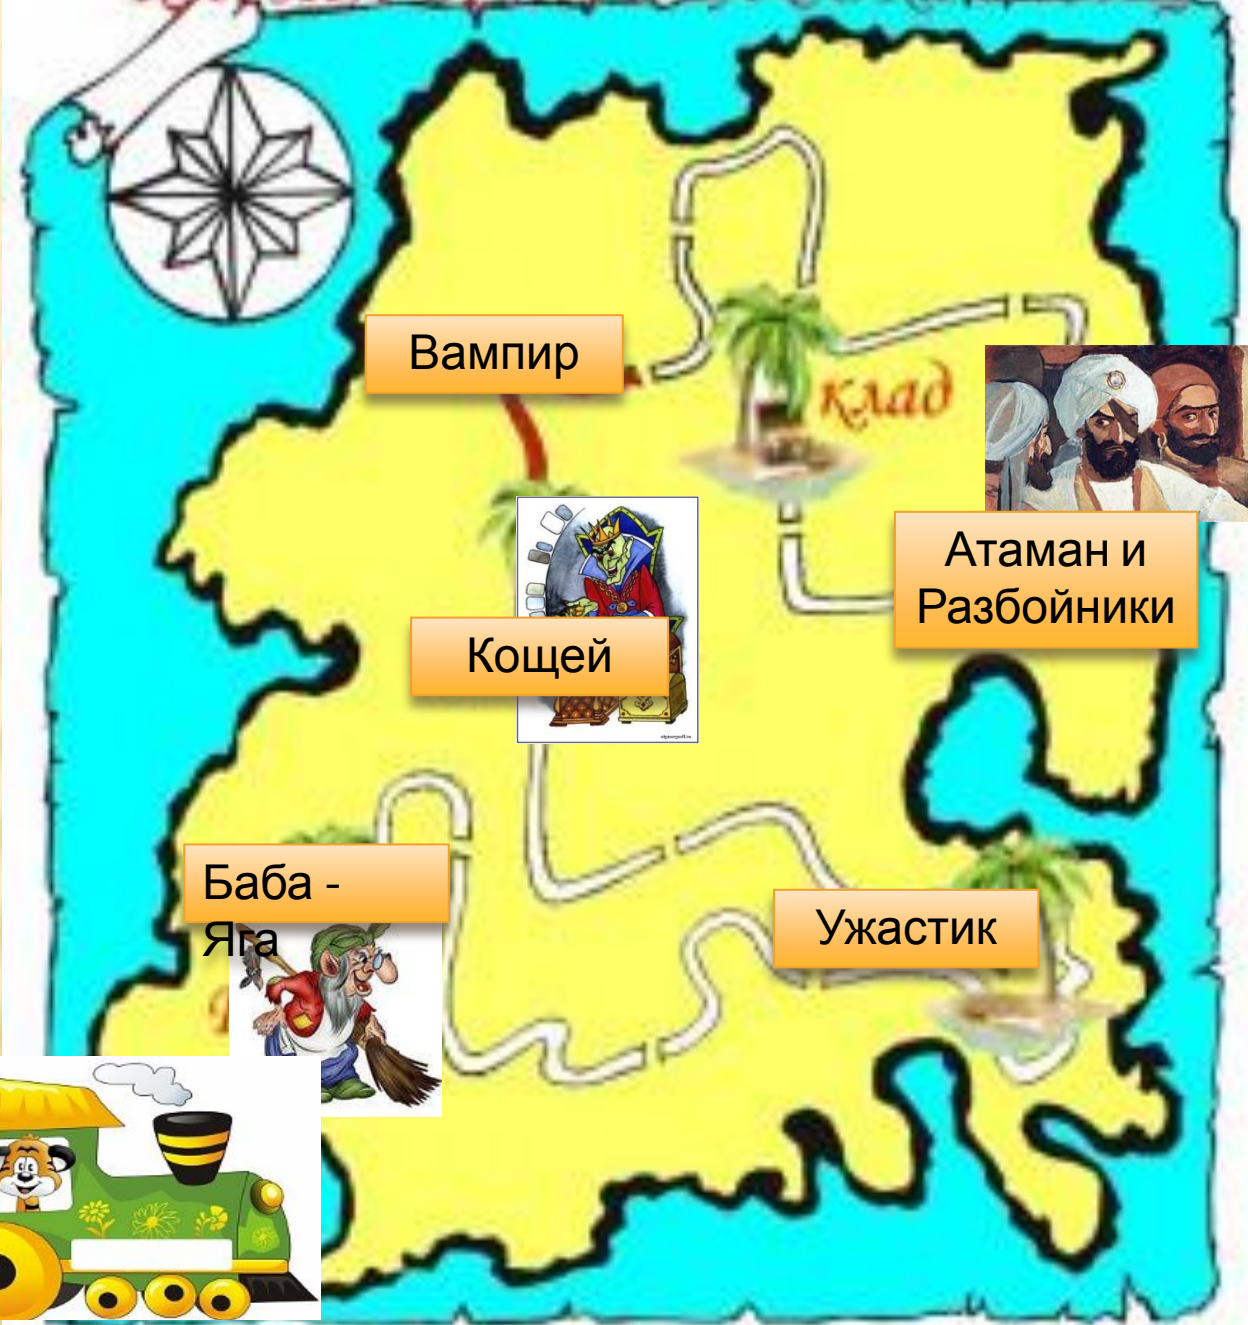 Вампир
клад
Атаман и
Разбойники
Кощей
Баба -
Яга
Ужастик